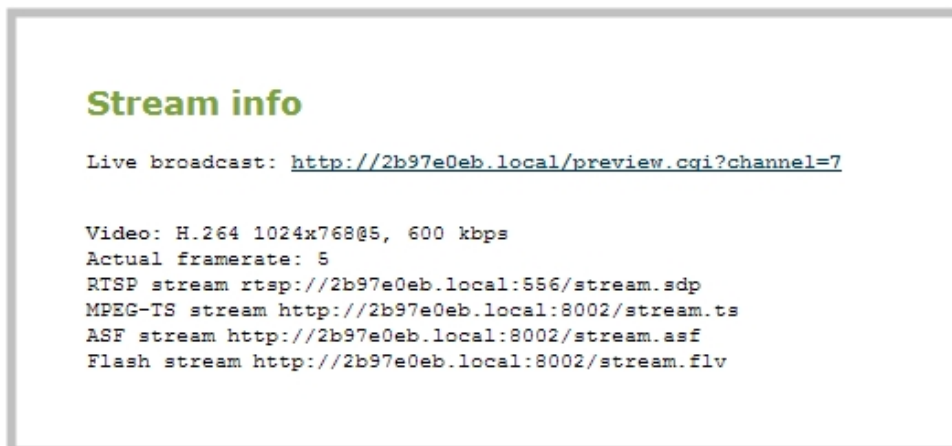 Stream info
Live broadcast: http://2b97e0eb.local/preview.cgi?channel=7
Video: H.264 1024x768@5, 600 kbps
Actual framerate: 5
RTSP stream rtsp://2b97e0eb.local:556/stream.sdp
MPEG-TS stream http://2b97e0eb.local:8002/stream.ts
ASF stream http://2b97e0eb.local:8002/stream.asf
Flash stream http://2b97e0eb.local:8002/stream.flv